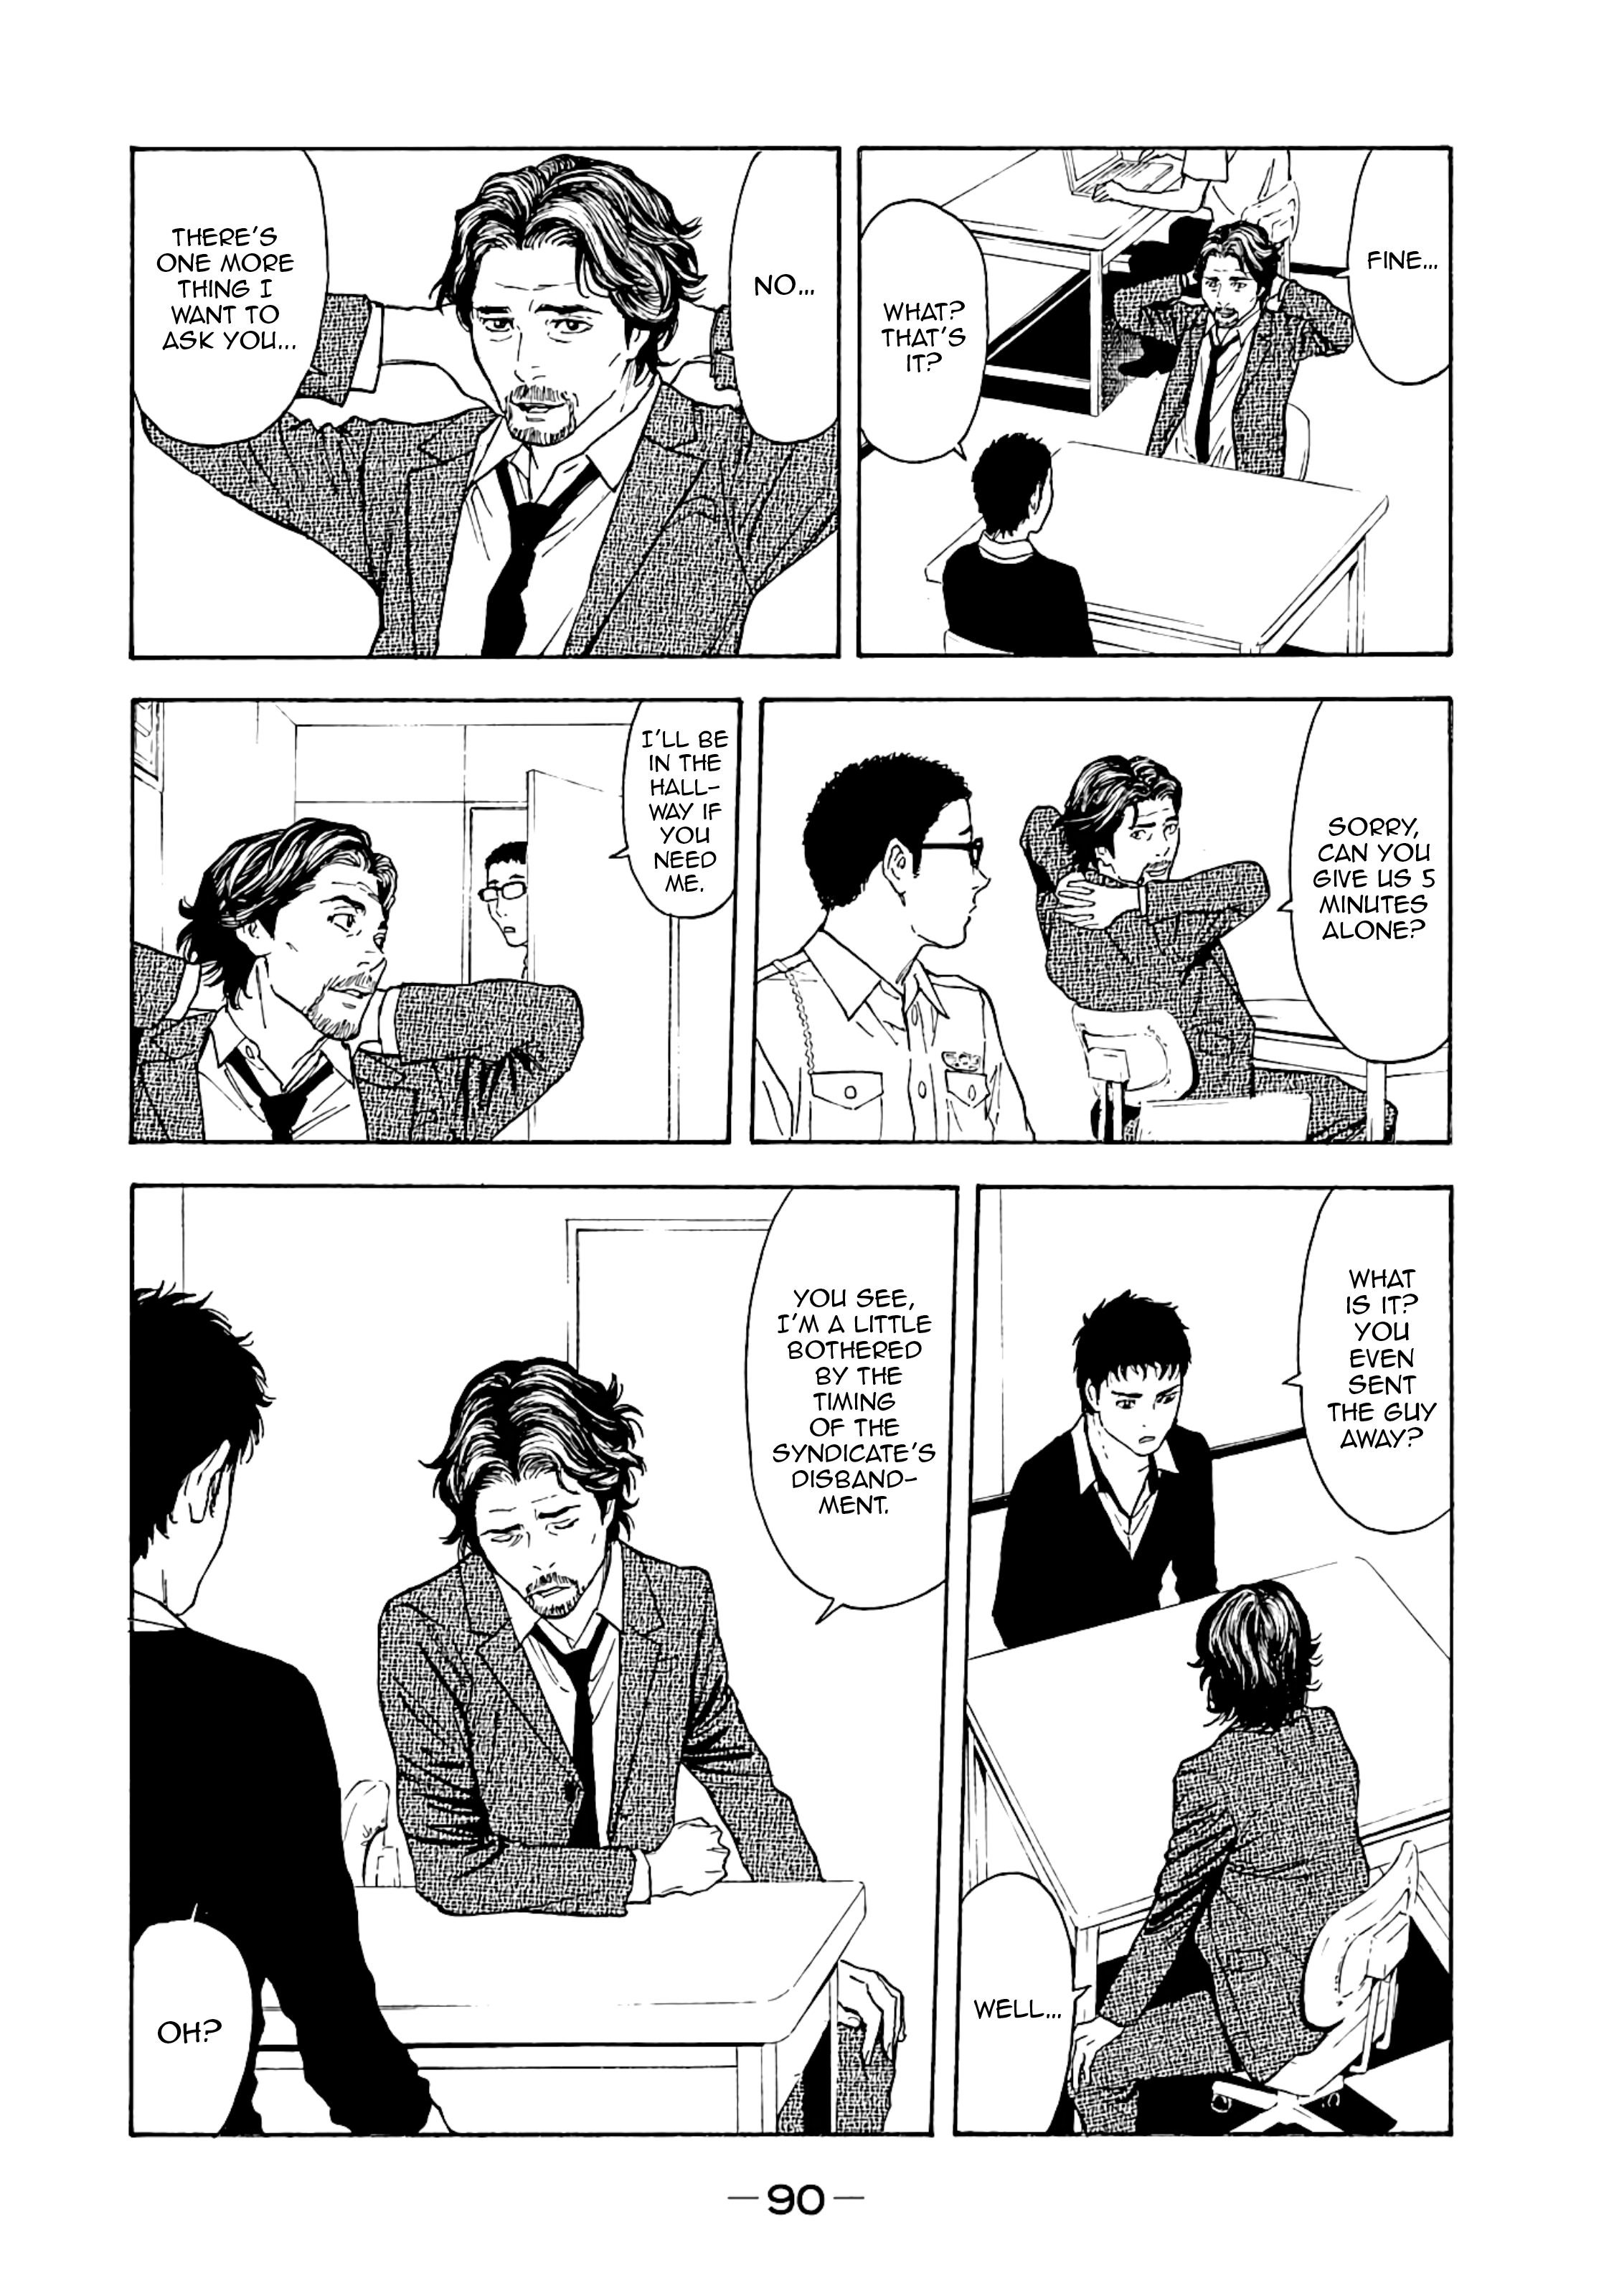 FINE...
WHAT?
THAT'S
IT?
NO...
THERE'S
ONE MORE
THING I
WANT TO
ASK YOU...
SORRY,
CAN YOU
GIVE US 5
MINUTES
ALONE?
I'LL BE
IN THE
HALL-
WAY IF
YOU
NEED
ME.
WHAT
IS IT?
YOU
EVEN
SENT
THE GUY
AWAY?
WELL...
YOU SEE,
I'M A LITTLE
BOTHERED
BY THE
TIMING
OF THE
SYNDICATE'S
DISBAND-
MENT.
OH?
—90—